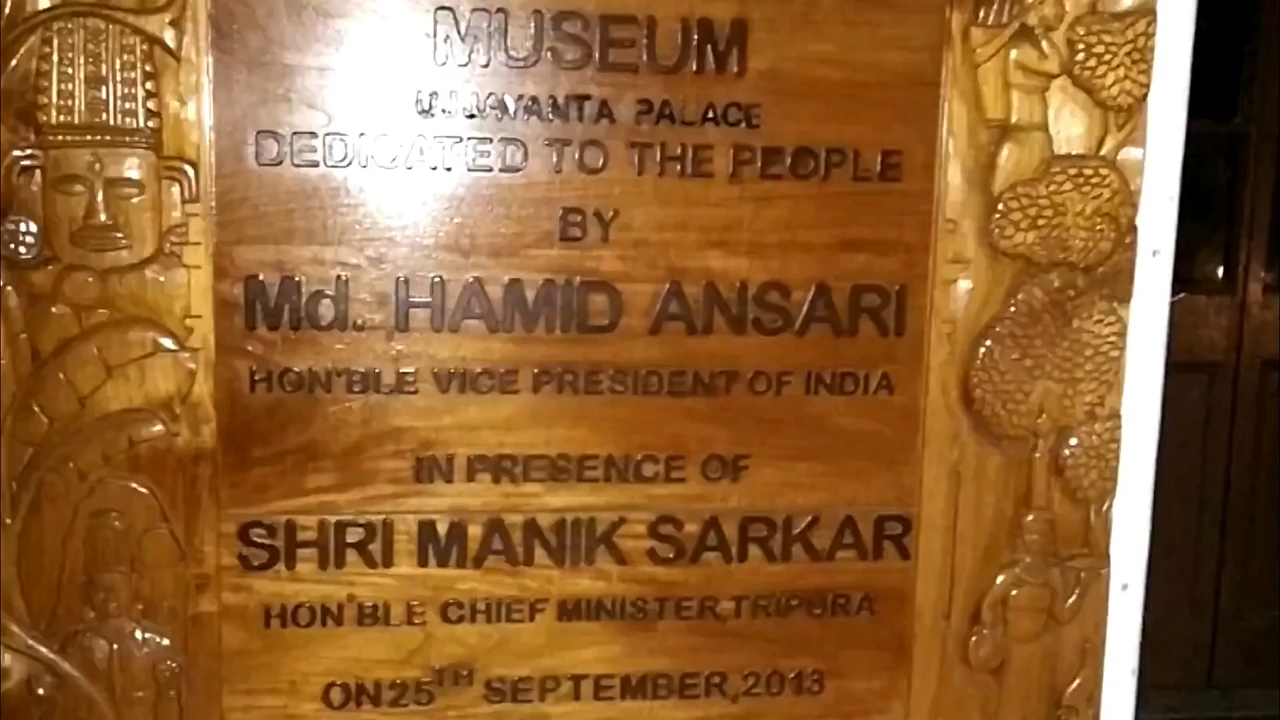 MUSEUM
UJJAYANTA PALACE
DEDICATED TO THE PEOPLE
BY
Md. HAMID ANSARI
HON'BLE VICE PRESIDENT OF INDIA
IN PRESENCE OF
SHRI MANIK SARKAR
HON'BLE CHIEF MINISTER,TRIPURA
ON 25TH SEPTEMBER,2013